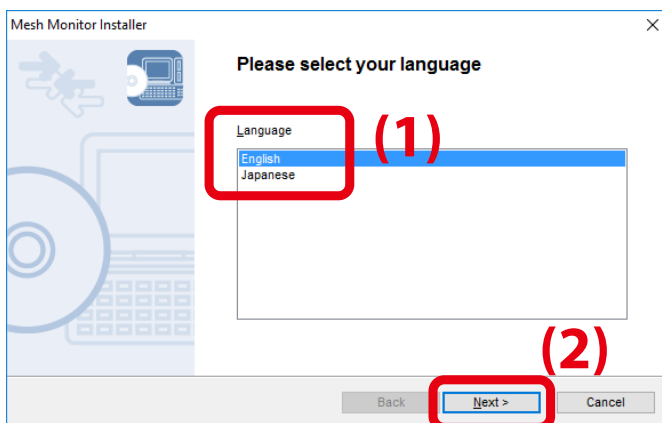 Mesh Monitor Installer
Please select your language
Language
(1)
English
Japanese
(2)
Back
Next >
Cancel